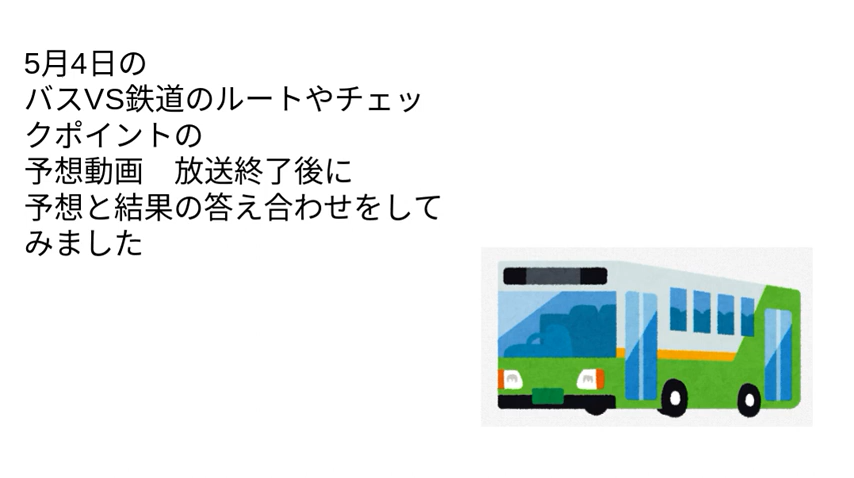 5月4日の
バスVS鉄道のルートやチェッ
クポイントの
予想動画　放送終了後に
予想と結果の答え合わせをして
みました